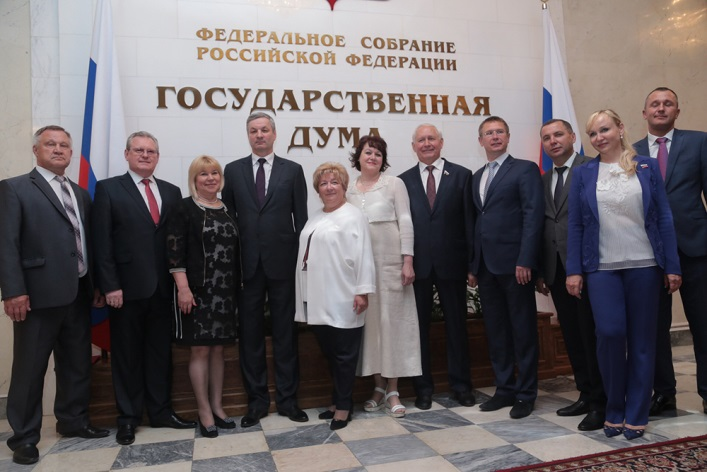 ФЕДЕРАЛЬНОЕ СОБРАНИЕ
РОССИЙСКОЙ ФЕДЕРАЦИИ
ГОСУДАРСТВЕННАЯ
ДУМА